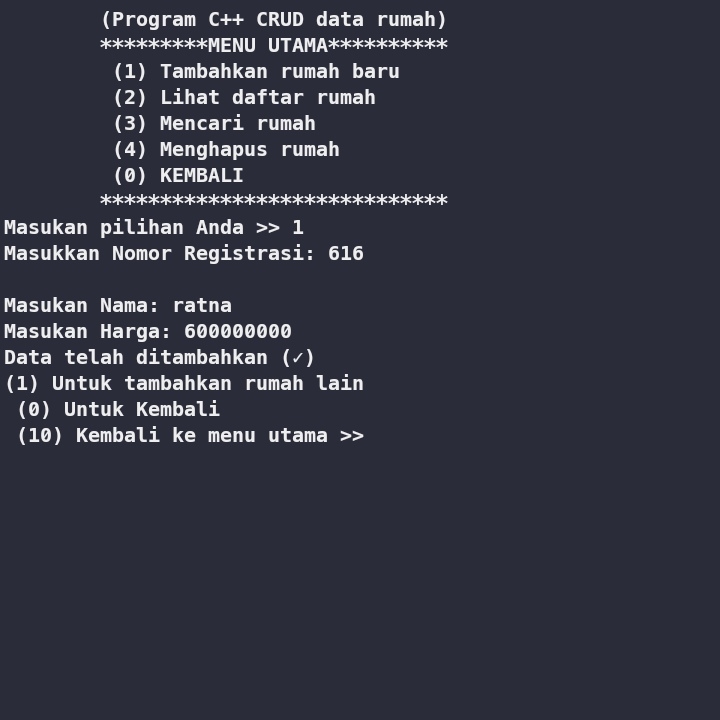 (Program C++ CRUD data rumah)
*********MENU UTAMA**********
(1) Tambahkan rumah baru
(2) Lihat daftar rumah
(3) Mencari rumah
(4) Menghapus rumah
(0) KEMBALI
*****************************
Masukan pilihan Anda >> 1
Masukkan Nomor Registrasi: 616
Masukan Nama: ratna
Masukan Harga: 600000000
Data telah ditambahkan (✓)
(1) Untuk tambahkan rumah lain
(0) Untuk Kembali
(10) Kembali ke menu utama >>